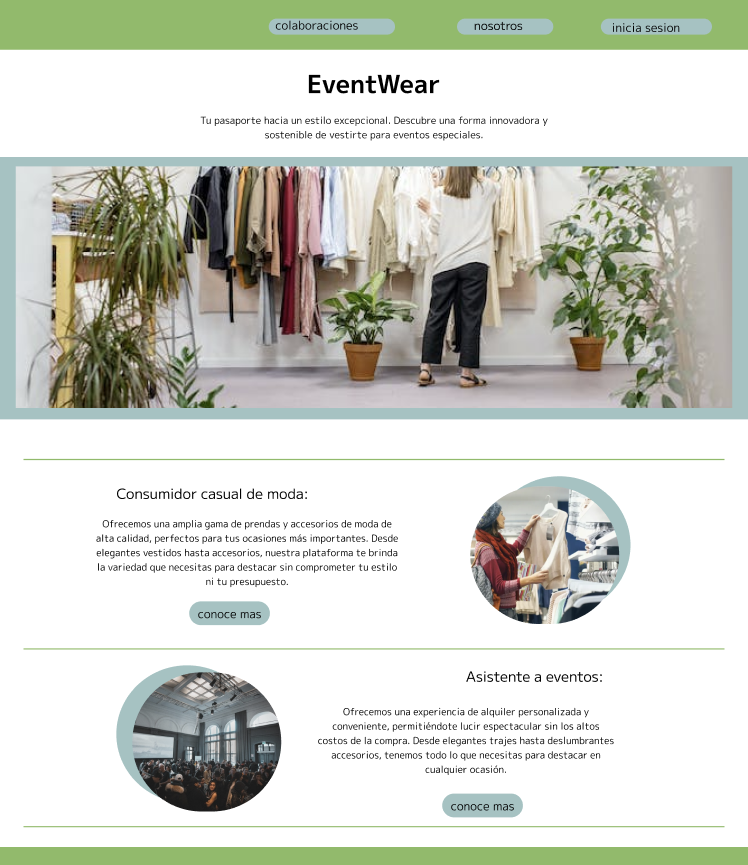 colaboraciones
nosotros
inicia sesion
EventWear
Tu pasaporte hacia un estilo excepcional. Descubre una forma innovadora y
sostenible de vestirte para eventos especiales.
Consumidor casual de moda:
Ofrecemos una amplia gama de prendas y accesorios de moda de
alta calidad, perfectos para tus ocasiones más importantes. Desde
elegantes vestidos hasta accesorios, nuestra plataforma te brinda
la variedad que necesitas para destacar sin comprometer tu estilo
ni tu presupuesto.
conoce mas
Asistente a eventos:
Ofrecemos una experiencia de alquiler personalizada y
conveniente, permitiéndote lucir espectacular sin los altos
costos de la compra. Desde elegantes trajes hasta deslumbrantes
accesorios, tenemos todo lo que necesitas para destacar en
cualquier ocasión.
conoce mas